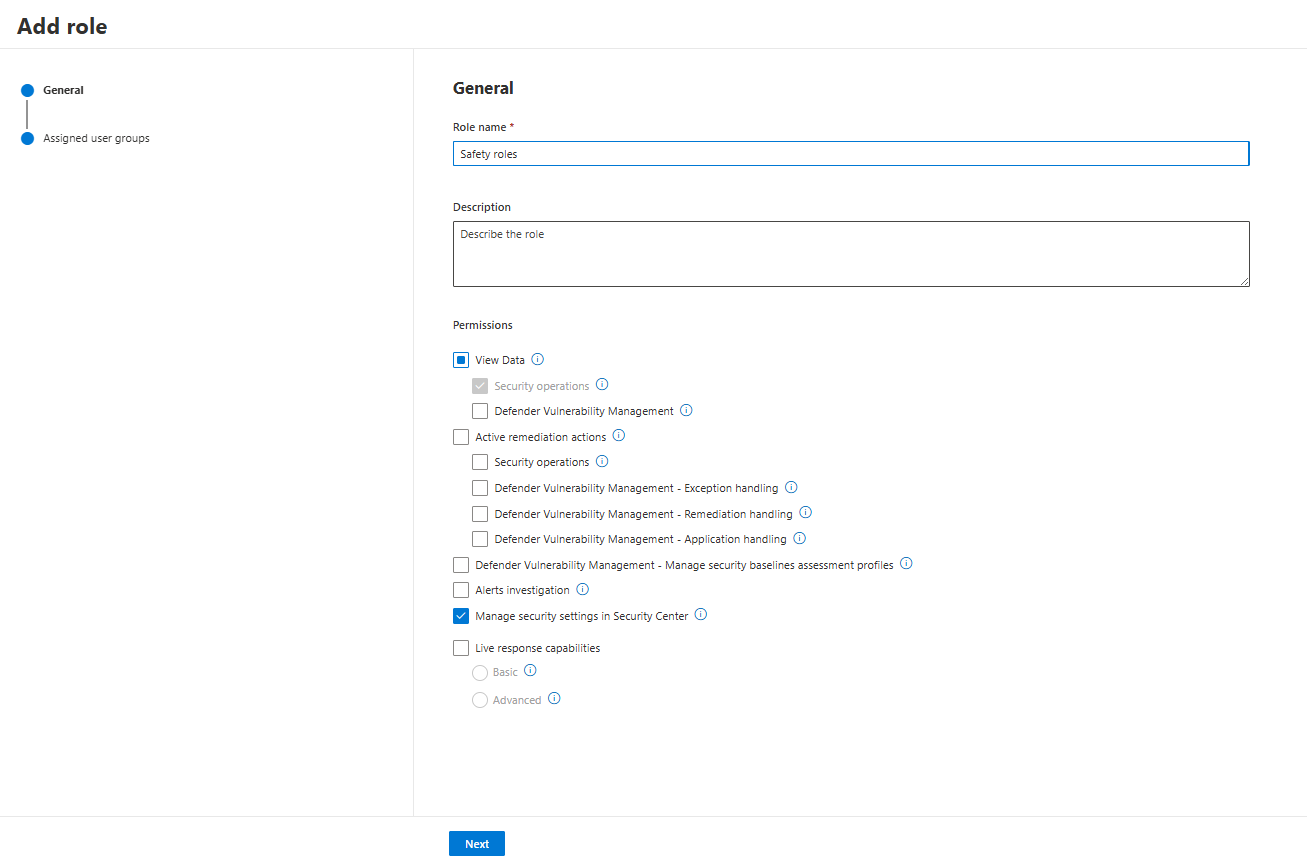 Add role
General
Assigned user groups
General
Role name *
Safety roles
Description
Describe the role
Permissions
View Data
Security operations
Defender Vulnerability Management
Active remediation actions
Security operations
Defender Vulnerability Management - Exception handling
Defender Vulnerability Management - Remediation handling
Defender Vulnerability Management - Application handling
Defender Vulnerability Management - Manage security baselines assessment profiles
Alerts investigation
Manage security settings in Security Center
Live response capabilities
Basic
Advanced
Next